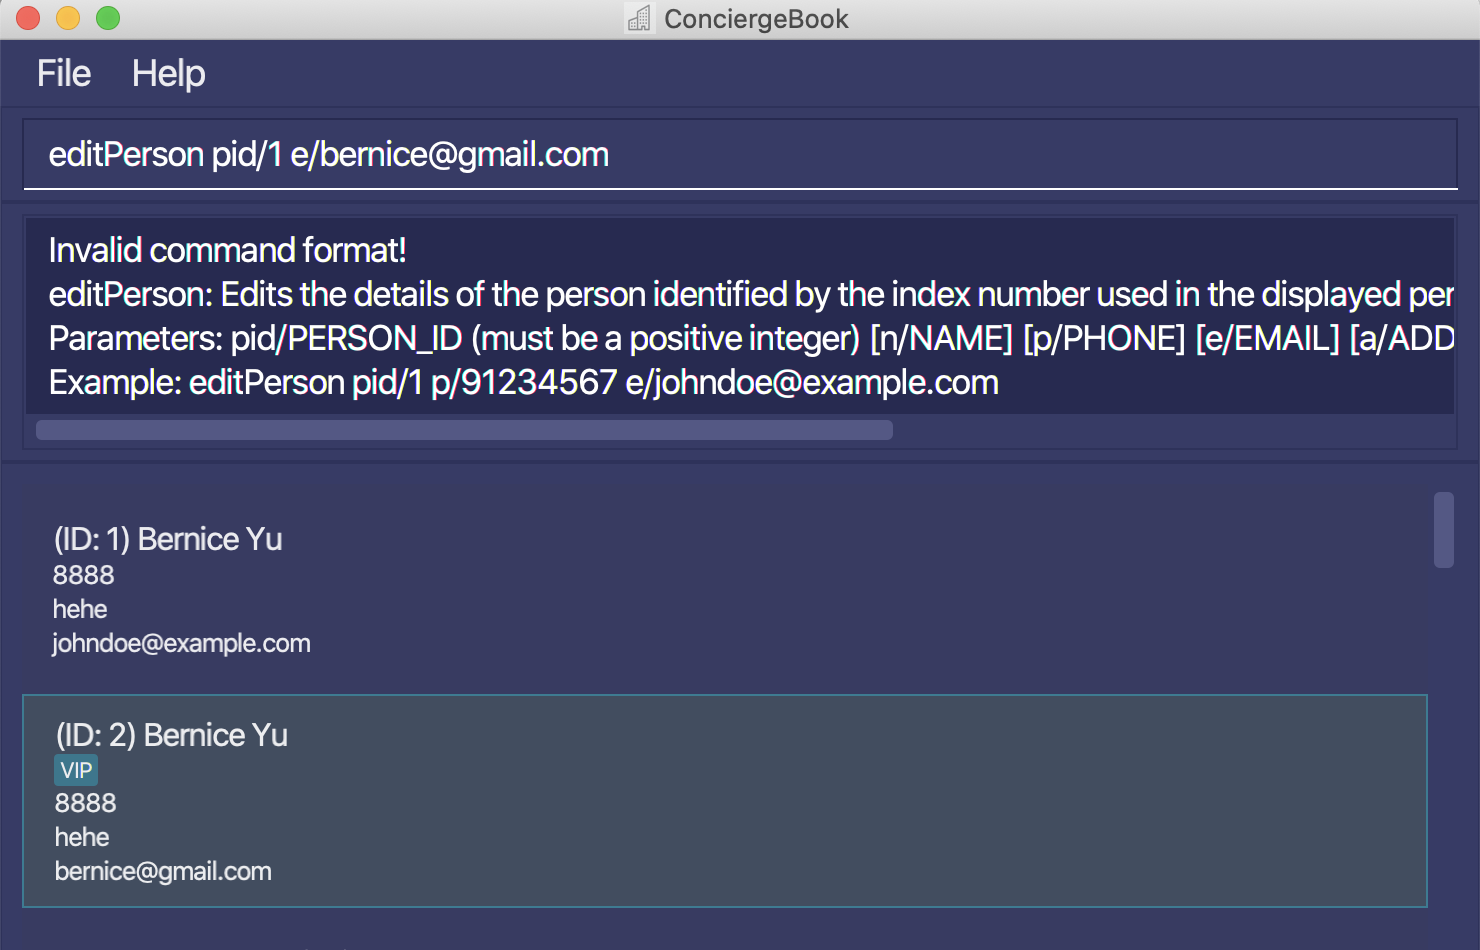 ConciergeBook
File Help
editPerson pid/1 e/bernice@gmail.com
Invalid command format!
editPerson: Edits the details of the person identified by the index number used in the displayed per
Parameters: pid/PERSON_ID (must be a positive integer) [n/NAME] [p/PHONE] [e/EMAIL] [a/ADD
Example: editPerson pid/1 p/91234567 e/johndoe@example.com
(ID: 1) Bernice Yu
8888
hehe
johndoe@example.com
(ID: 2) Bernice Yu
VIP
8888
hehe
bernice@gmail.com